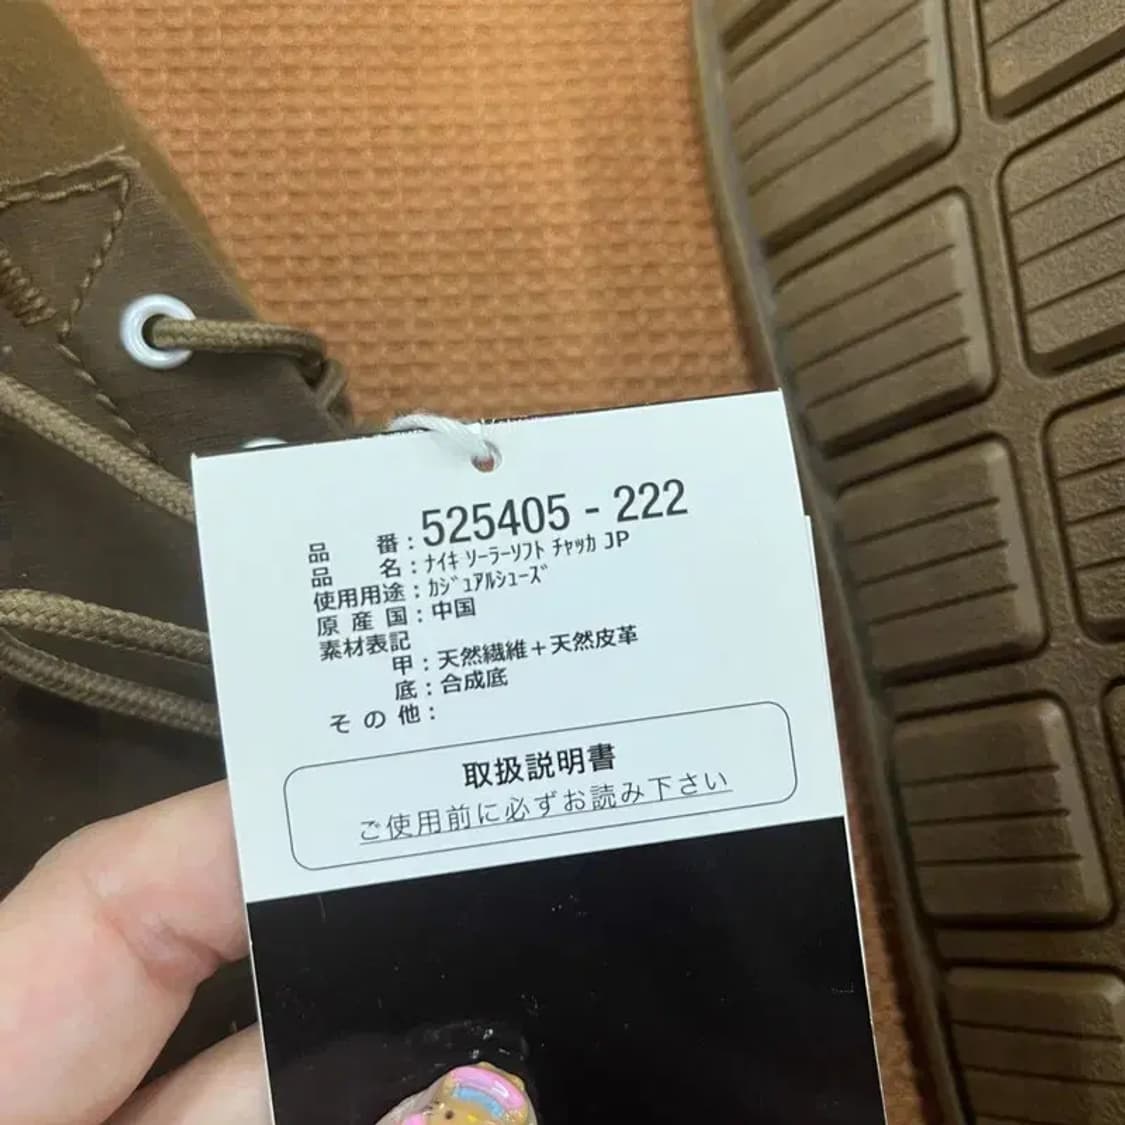 品 番：525405 - 222
品 名：ﾅｲｷ ｿｰﾗｰｿﾌﾄ ﾁｬｯｶ JP
使用用途：ｶｼﾞｭｱﾙｼｭｰｽﾞ
原 産 国：中国
素材表記
甲：天然繊維＋天然皮革
底：合成底
そ の 他：
取扱説明書
ご使用前に必ずお読み下さい